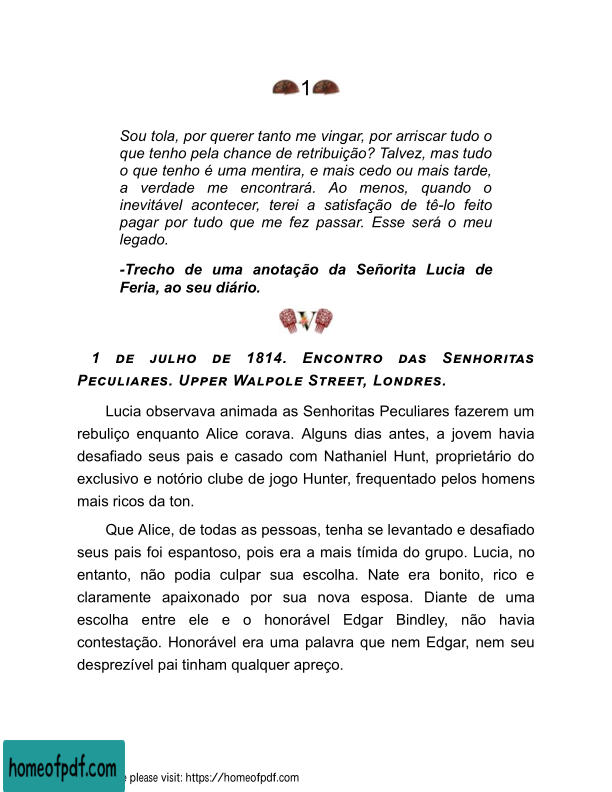 1
Sou tola, por querer tanto me vingar, por arriscar tudo o
que tenho pela chance de retribuição? Talvez, mas tudo
o que tenho é uma mentira, e mais cedo ou mais tarde,
a verdade me encontrará. Ao menos, quando o
inevitável acontecer, terei a satisfação de tê-lo feito
pagar por tudo que me fez passar. Esse será o meu
legado.
-Trecho de uma anotação da Señorita Lucia de
Feria, ao seu diário.
V
1 DE JULHO DE 1814. ENCONTRO DAS SENHORITAS
PECULIARES. UPPER WALPOLE STREET, LONDRES.
Lucia observava animada as Senhoritas Peculiares fazerem um
rebuliço enquanto Alice corava. Alguns dias antes, a jovem havia
desafiado seus pais e casado com Nathaniel Hunt, proprietário do
exclusivo e notório clube de jogo Hunter, frequentado pelos homens
mais ricos da ton.
Que Alice, de todas as pessoas, tenha se levantado e desafiado
seus pais foi espantoso, pois era a mais tímida do grupo. Lucia, no
entanto, não podia culpar sua escolha. Nate era bonito, rico e
claramente apaixonado por sua nova esposa. Diante de uma
escolha entre ele e o honorável Edgar Bindley, não havia
contestação. Honorável era uma palavra que nem Edgar, nem seu
desprezível pai tinham qualquer apreço.
homeofpdf.com
e please visit: https://homeofpdf.com